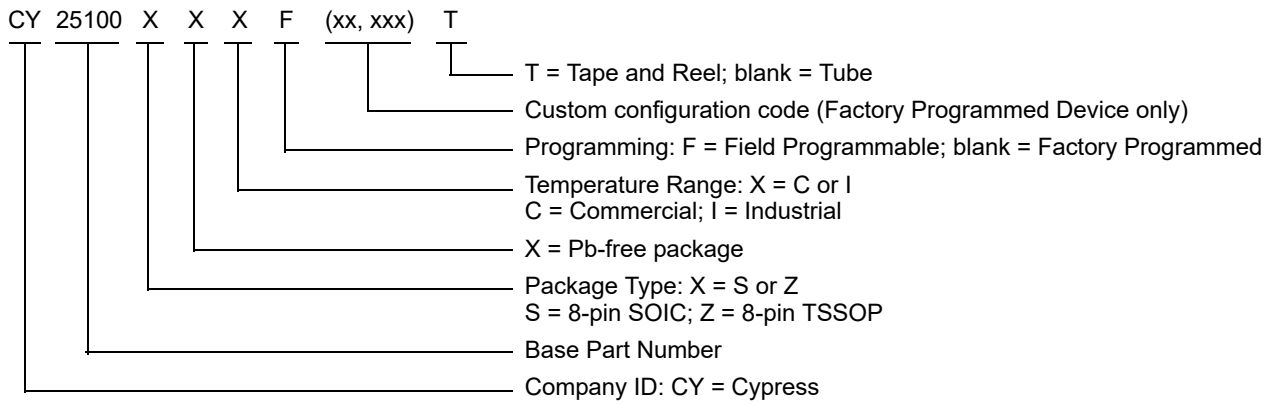 CY 25100 X X X F (xx, xxx) T
T = Tape and Reel; blank = Tube
Custom configuration code (Factory Programmed Device only)
Programming: F = Field Programmable; blank = Factory Programmed
Temperature Range: X = C or I
C = Commercial; I = Industrial
X = Pb-free package
Package Type: X = S or Z
S = 8-pin SOIC; Z = 8-pin TSSOP
Base Part Number
Company ID: CY = Cypress